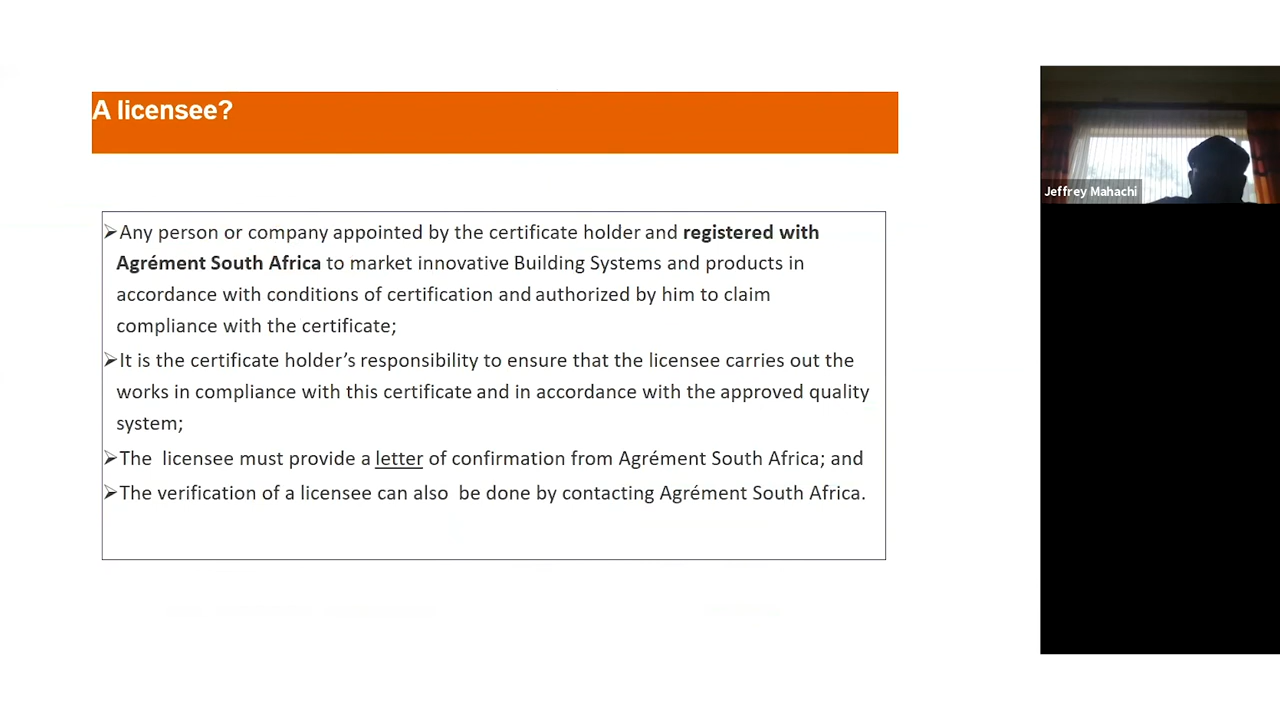 A licensee?
➢Any person or company appointed by the certificate holder and registered with
Agrément South Africa to market innovative Building Systems and products in
accordance with conditions of certification and authorized by him to claim
compliance with the certificate;
➢It is the certificate holder’s responsibility to ensure that the licensee carries out the
works in compliance with this certificate and in accordance with the approved quality
system;
➢The licensee must provide a letter of confirmation from Agrément South Africa; and
➢The verification of a licensee can also be done by contacting Agrément South Africa.
Jeffrey Mahachi